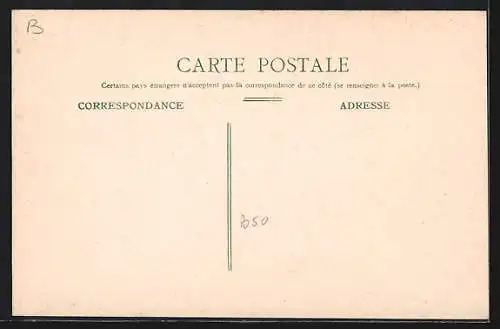 B
CARTE POSTALE
Certains pays étrangers n'acceptent pas la correspondance de ce côté (se renseigner à la poste.)
CORRESPONDANCE
ADRESSE
B50